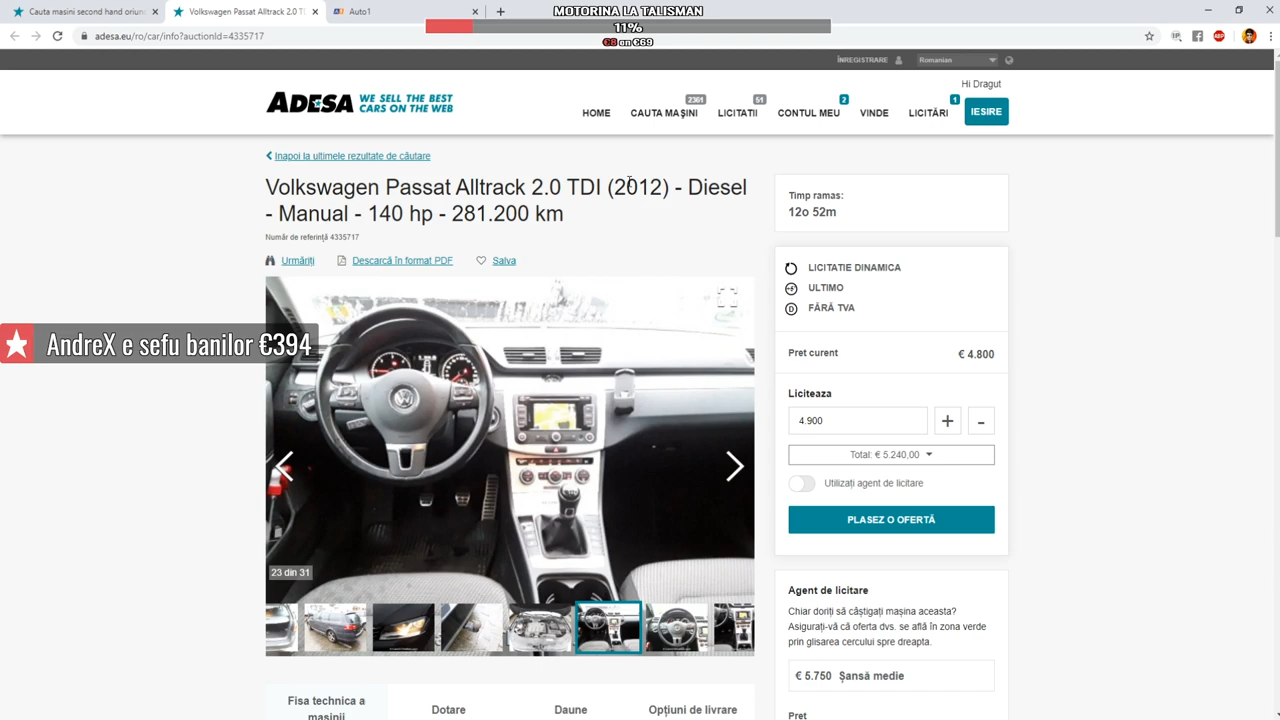 Cauta masini second hand oriun
Volkswagen Passat Alltrack 2.0 TD
Auto1
MOTORINA LA TALISMAN
11%
€8 an €69
adesa.eu/ro/car/info?auctionId=4335717
ÎNREGISTRARE
Romanian
Hi Dragut
ADESA WE SELL THE BEST CARS ON THE WEB
HOME
CAUTA MAȘINI 2361
LICITATII 51
CONTUL MEU 2
VINDE
LICITĂRI 1
IESIRE
Inapoi la ultimele rezultate de căutare
Volkswagen Passat Alltrack 2.0 TDI (2012) - Diesel
- Manual - 140 hp - 281.200 km
Număr de referință 4335717
Urmăriți
Descarcă în format PDF
Salva
Timp ramas:
12o 52m
LICITATIE DINAMICA
ULTIMO
FĂRĂ TVA
Pret curent € 4.800
Liciteaza
4.900 + -
Total: € 5.240,00
Utilizați agent de licitare
PLASEZ O OFERTĂ
AndreX e sefu banilor €394
23 din 31
Agent de licitare
Chiar doriți să câștigați mașina aceasta?
Asigurați-vă că oferta dvs. se află în zona verde
prin glisarea cercului spre dreapta.
€ 5.750 Șansă medie
Pret
Fisa technica a
masinii
Dotare
Daune
Opțiuni de livrare